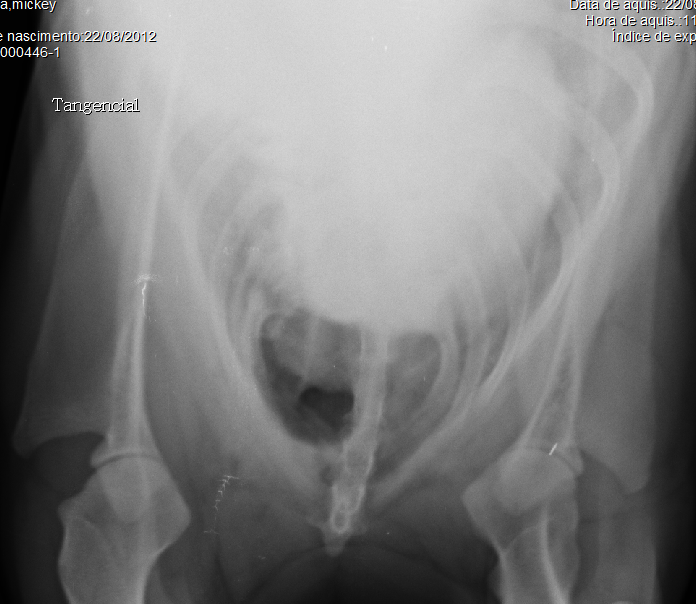 a,mickey
Data de aquis.:22/08
Hora de aquis.:11
e nascimento:22/08/2012
Índice de exp
000446-1
Tangencial